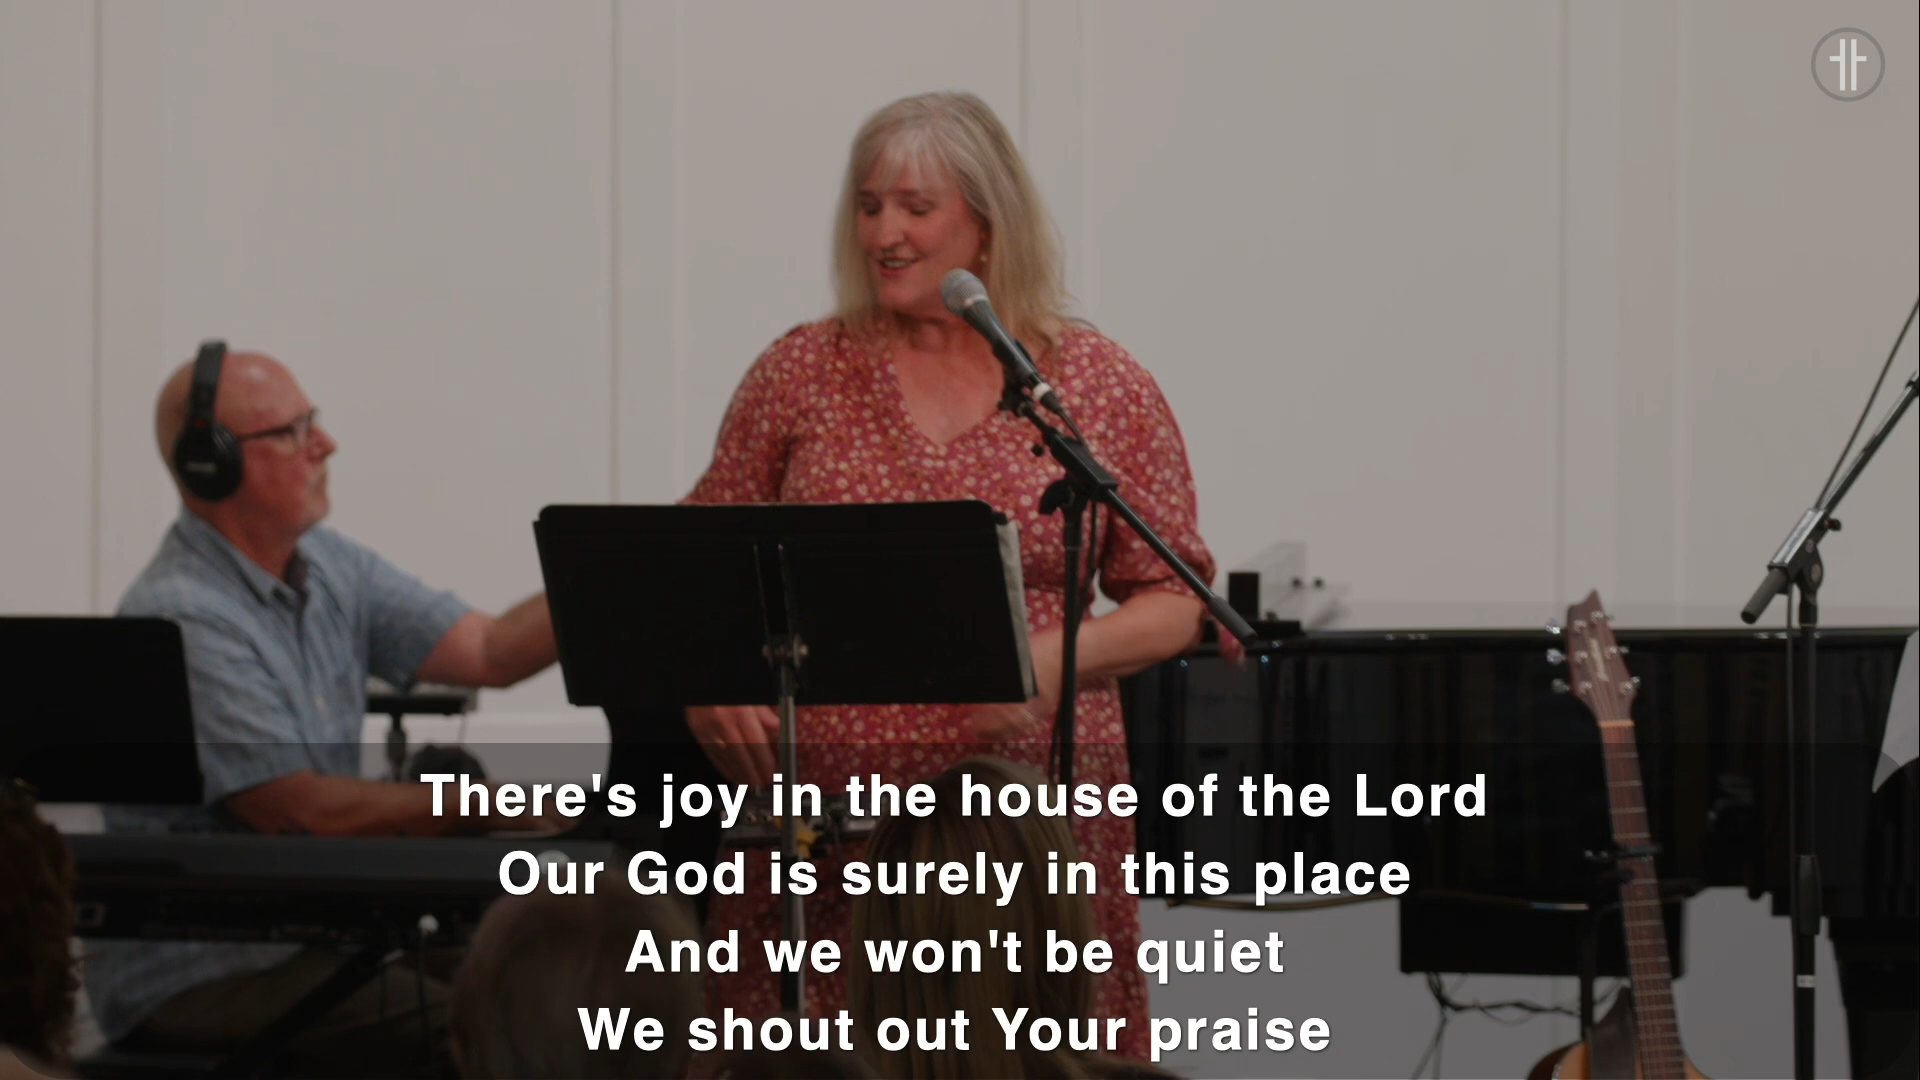 There's joy in the house of the Lord
Our God is surely in this place
And we won't be quiet
We shout out Your praise